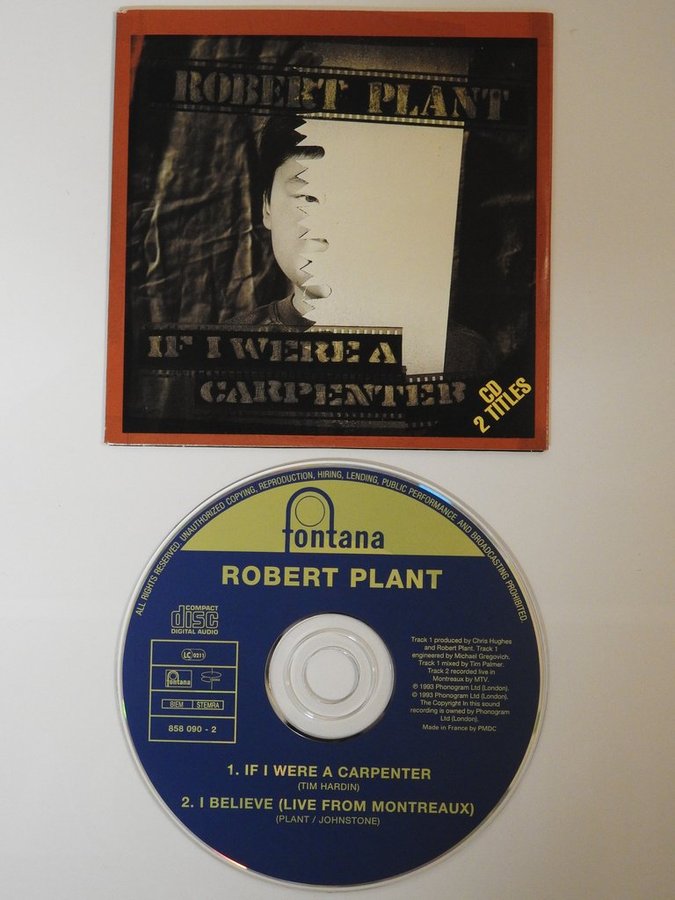 ROBERT PLANT
IF I WERE A
CARPENTER
CD
2 TITLES
ALL RIGHTS RESERVED. UNAUTHORIZED COPYING, REPRODUCTION, HIRING, LENDING, PUBLIC PERFORMANCE AND BROADCASTING PROHIBITED.
fontana
ROBERT PLANT
COMPACT
disc
DIGITAL AUDIO
LC 0211
fontana
BIEM STEMRA
858 090 - 2
Track 1 produced by Chris Hughes
and Robert Plant. Track 1
engineered by Michael Gregovich.
Track 1 mixed by Tim Palmer.
Track 2 recorded live in
Montreaux by MTV.
℗ 1993 Phonogram Ltd (London).
© 1993 Phonogram Ltd (London).
The Copyright In this sound
recording is owned by Phonogram
Ltd (London).
Made in France by PMDC
1. IF I WERE A CARPENTER
(TIM HARDIN)
2. I BELIEVE (LIVE FROM MONTREAUX)
(PLANT / JOHNSTONE)